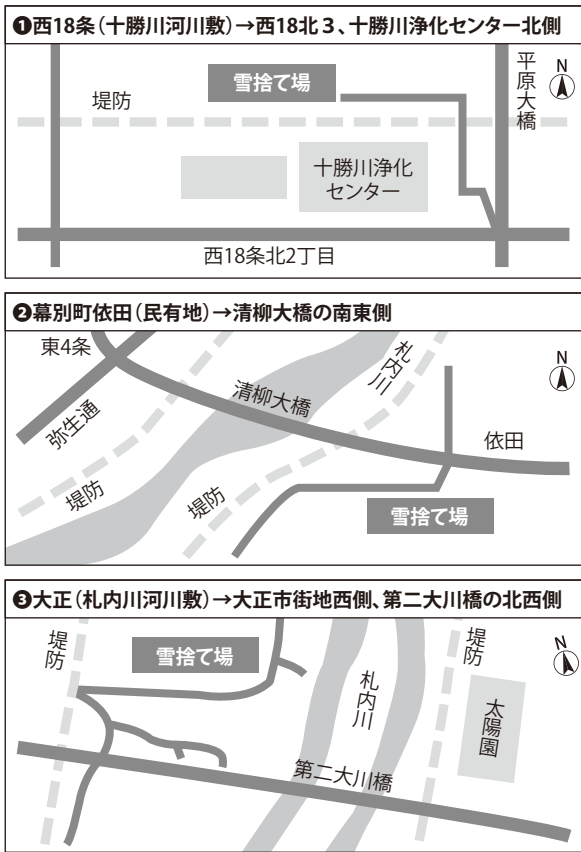 ❶西18条（十勝川河川敷）→西18北３、十勝川浄化センター北側
雪捨て場
平原大橋
N
堤防
十勝川浄化
センター
西18条北2丁目
❷幕別町依田（民有地）→清柳大橋の南東側
東4条
札内川
N
清柳大橋
弥生通
依田
堤防
堤防
雪捨て場
❸大正（札内川河川敷）→大正市街地西側、第二大川橋の北西側
堤防
雪捨て場
堤防
N
札内川
太陽園
第二大川橋